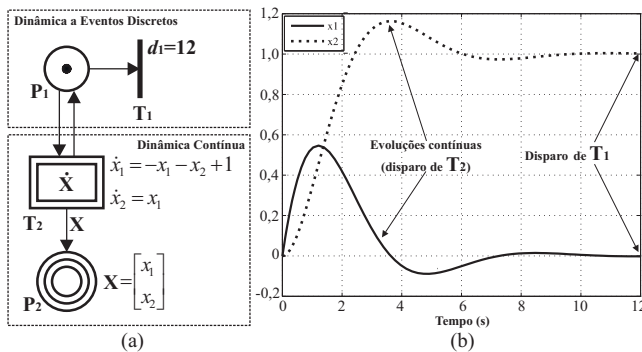 Dinâmica a Eventos Discretos
d₁=12
P₁
T₁
Dinâmica Contínua
ẋ₁ = −x₁ − x₂ + 1
Ẋ
ẋ₂ = x₁
T₂
X
P₂
X = [x₁
x₂]
(a)
1,2
1,0
0,8
0,6
0,4
0,2
0
-0,2
x1
x2
Evoluções contínuas
(disparo de T₂)
Disparo de T₁
0 2 4 6 8 10 12
Tempo (s)
(b)